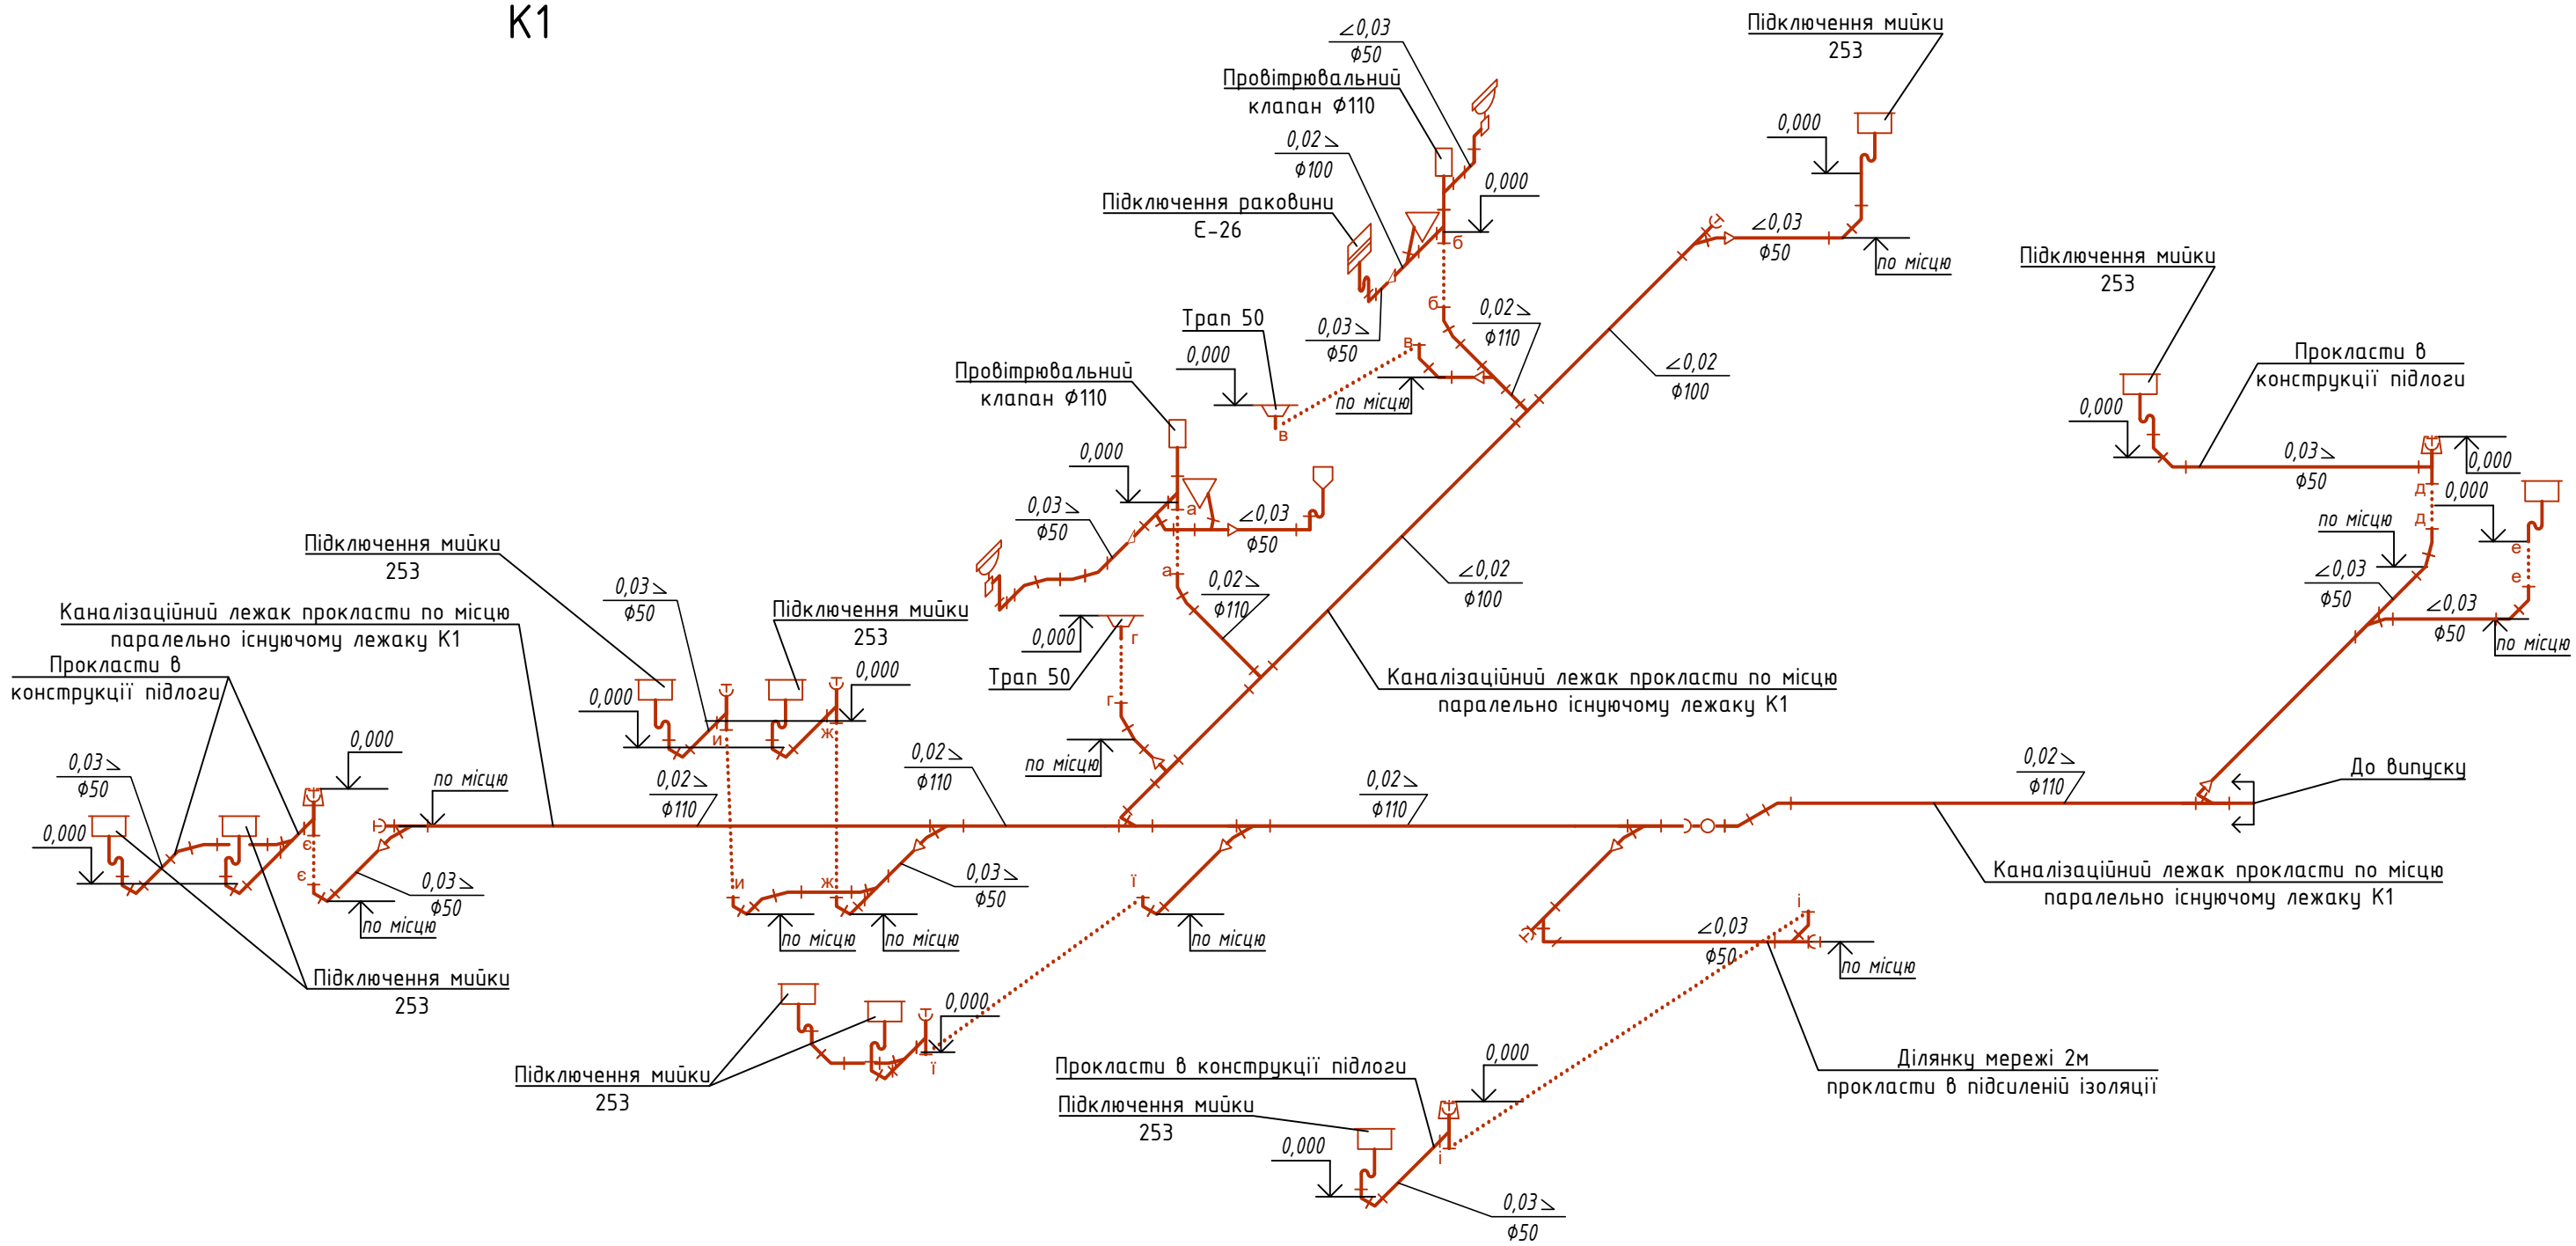 К1
∠0,03
Ф50
Провітрювальний
клапан Ф110
0,02
Ф100
Підключення раковини
Є-26
0,03
Ф50
0,000
б
б
Підключення мийки
253
0,000
∠0,03
Ф50
по місцю
Трап 50
0,000
в
в
по місцю
0,02
Ф110
∠0,02
Ф100
Підключення мийки
253
0,000
Прокласти в
конструкції підлоги
0,03
Ф50
0,000
д
д
0,000
по місцю
е
е
∠0,03
Ф50
∠0,03
Ф50
по місцю
Провітрювальний
клапан Ф110
0,000
0,03
Ф50
а
а
∠0,03
Ф50
0,02
Ф110
∠0,02
Ф100
0,000
Трап 50
г
г
по місцю
Каналізаційний лежак прокласти по місцю
паралельно існуючому лежаку К1
Підключення мийки
253
0,03
Ф50
Підключення мийки
253
0,000
0,000
и
ж
Каналізаційний лежак прокласти по місцю
паралельно існуючому лежаку К1
Прокласти в
конструкції підлоги
0,03
Ф50
0,000
0,000
по місцю
є
є
0,03
Ф50
по місцю
Підключення мийки
253
0,02
Ф110
0,02
Ф110
0,02
Ф110
0,02
Ф110
До випуску
Каналізаційний лежак прокласти по місцю
паралельно існуючому лежаку К1
и
ж
0,03
Ф50
по місцю
по місцю
ї
по місцю
і
∠0,03
Ф50
по місцю
Ділянку мережі 2м
прокласти в підсиленій ізоляції
0,000
ї
Підключення мийки
253
Прокласти в конструкції підлоги
0,000
Підключення мийки
253
0,000
і
0,03
Ф50